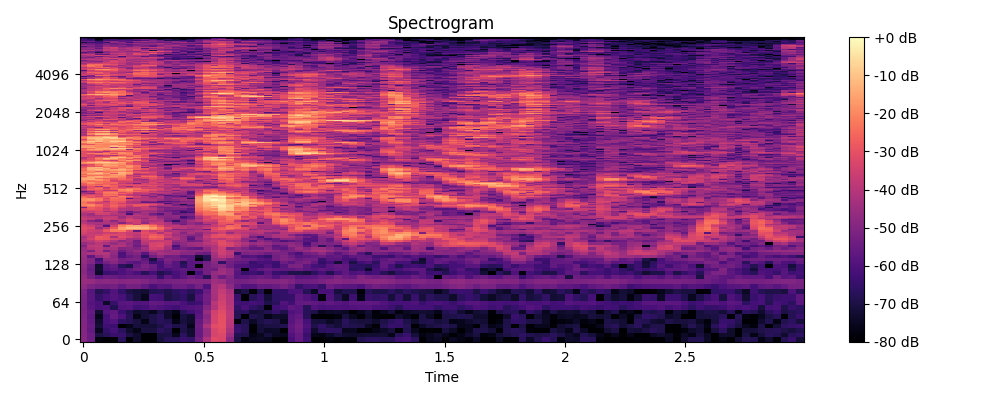 Spectrogram
4096
2048
1024
512
256
128
64
0
Hz
0
0.5
1
1.5
2
2.5
Time
+0 dB
-10 dB
-20 dB
-30 dB
-40 dB
-50 dB
-60 dB
-70 dB
-80 dB